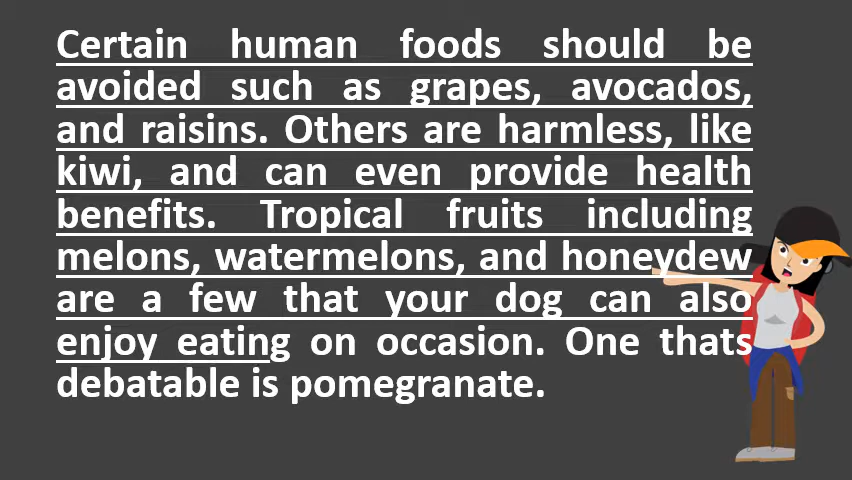 Certain human foods should be
avoided such as grapes, avocados,
and raisins. Others are harmless, like
kiwi, and can even provide health
benefits. Tropical fruits including
melons, watermelons, and honeydew
are a few that your dog can also
enjoy eating on occasion. One thats
debatable is pomegranate.